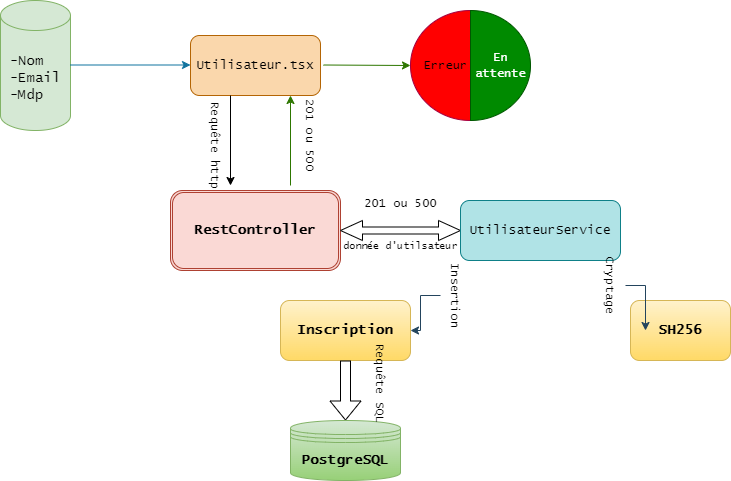 -Nom
-Email
-Mdp
Utilisateur.tsx
Erreur
En
attente
Requête http
201 ou 500
RestController
201 ou 500
donnée d'utilsateur
UtilisateurService
Insertion
Cryptage
Inscription
SH256
Requête SQL
PostgreSQL